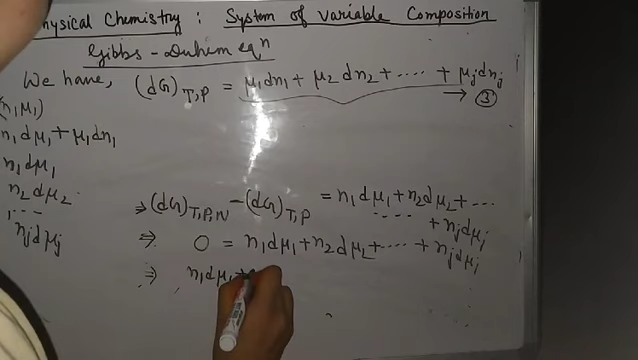 Physical Chemistry : System of Variable Composition
Gibbs - Duhem eqⁿ
We have, (dG)T,P = μ₁dn₁ + μ₂dn₂ + .... + μjdnj
→ ③
(n₁μ₁)
n₁dμ₁ + μ₁dn₁
n₁dμ₁
n₂dμ₂
....
njdμj
⇒ (dG)T,P,N - (dG)T,P = n₁dμ₁ + n₂dμ₂ + ...
.... + njdμj
⇒ 0 = n₁dμ₁ + n₂dμ₂ + .... + njdμj
⇒ n₁dμ₁ +